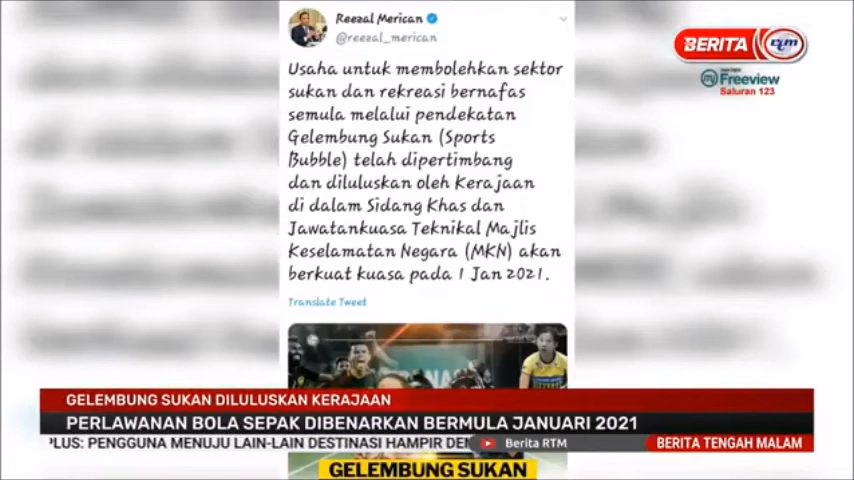 Reezal Merican
@reezal_merican
Usaha untuk membolehkan sektor
sukan dan rekreasi bernafas
semula melalui pendekatan
Gelembung Sukan (Sports
Bubble) telah dipertimbang
dan diluluskan oleh Kerajaan
di dalam Sidang Khas dan
Jawatankuasa Teknikal Majlis
Keselamatan Negara (MKN) akan
berkuat kuasa pada 1 Jan 2021.
Translate Tweet
BERITA rtm
Freeview
Saluran 123
GELEMBUNG SUKAN DILULUSKAN KERAJAAN
PERLAWANAN BOLA SEPAK DIBENARKAN BERMULA JANUARI 2021
PLUS: PENGGUNA MENUJU LAIN-LAIN DESTINASI HAMPIR
Berita RTM
BERITA TENGAH MALAM
GELEMBUNG SUKAN